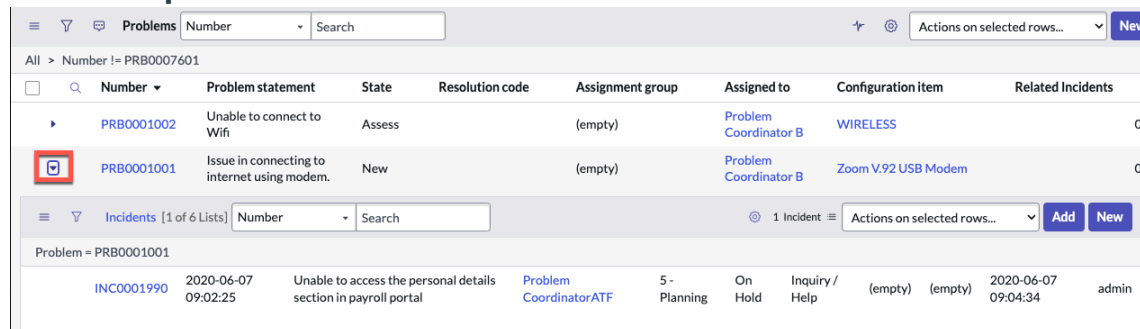 Problems Number Search Actions on selected rows... New
All > Number != PRB0007601
Number Problem statement State Resolution code Assignment group Assigned to Configuration item Related Incidents
PRB0001002 Unable to connect to Wifi Assess (empty) Problem Coordinator B WIRELESS 0
PRB0001001 Issue in connecting to internet using modem. New (empty) Problem Coordinator B Zoom V.92 USB Modem 0
Incidents [1 of 6 Lists] Number Search 1 Incident Actions on selected rows... Add New
Problem = PRB0001001
INC0001990 2020-06-07 09:02:25 Unable to access the personal details section in payroll portal Problem CoordinatorATF 5 - Planning On Hold Inquiry / Help (empty) (empty) 2020-06-07 09:04:34 admin